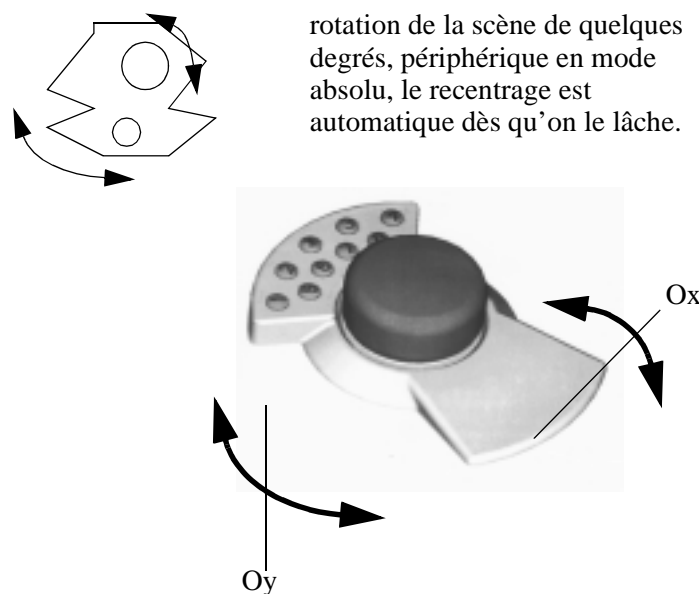 rotation de la scène de quelques
degrés, périphérique en mode
absolu, le recentrage est
automatique dès qu’on le lâche.
Ox
Oy